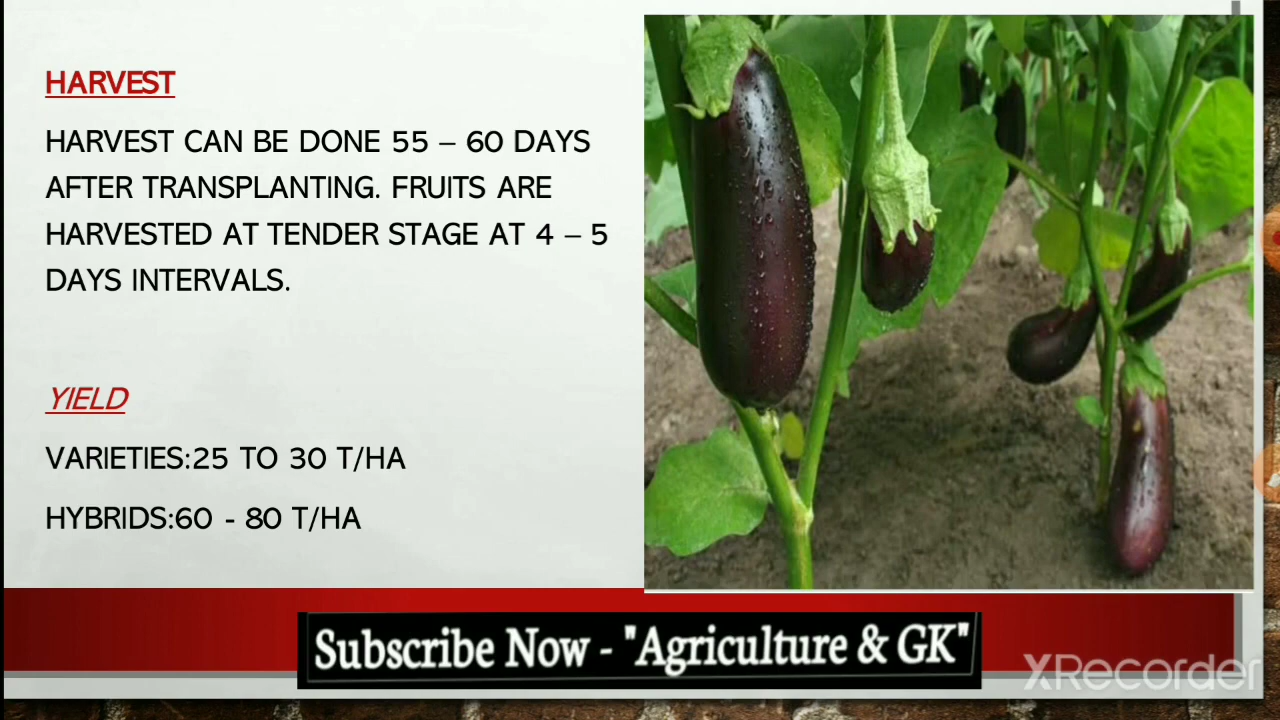 HARVEST
HARVEST CAN BE DONE 55 – 60 DAYS
AFTER TRANSPLANTING. FRUITS ARE
HARVESTED AT TENDER STAGE AT 4 – 5
DAYS INTERVALS.
YIELD
VARIETIES:25 TO 30 T/HA
HYBRIDS:60 - 80 T/HA
Subscribe Now - "Agriculture & GK"
XRecorder